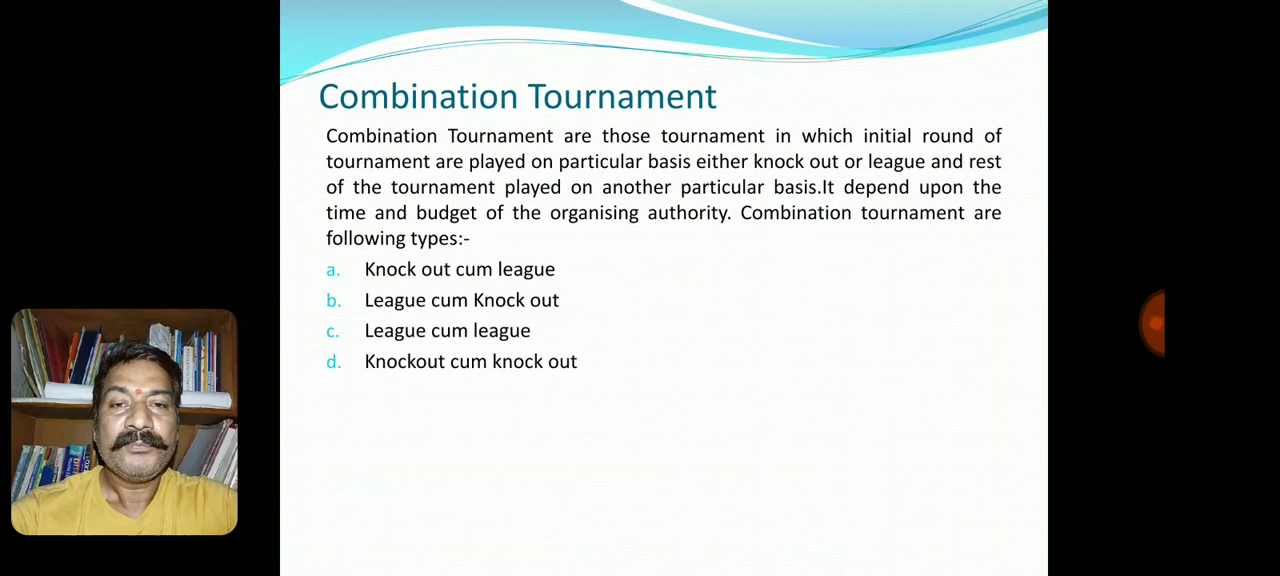 Combination Tournament
Combination Tournament are those tournament in which initial round of
tournament are played on particular basis either knock out or league and rest
of the tournament played on another particular basis.It depend upon the
time and budget of the organising authority. Combination tournament are
following types:-
a. Knock out cum league
b. League cum Knock out
c. League cum league
d. Knockout cum knock out